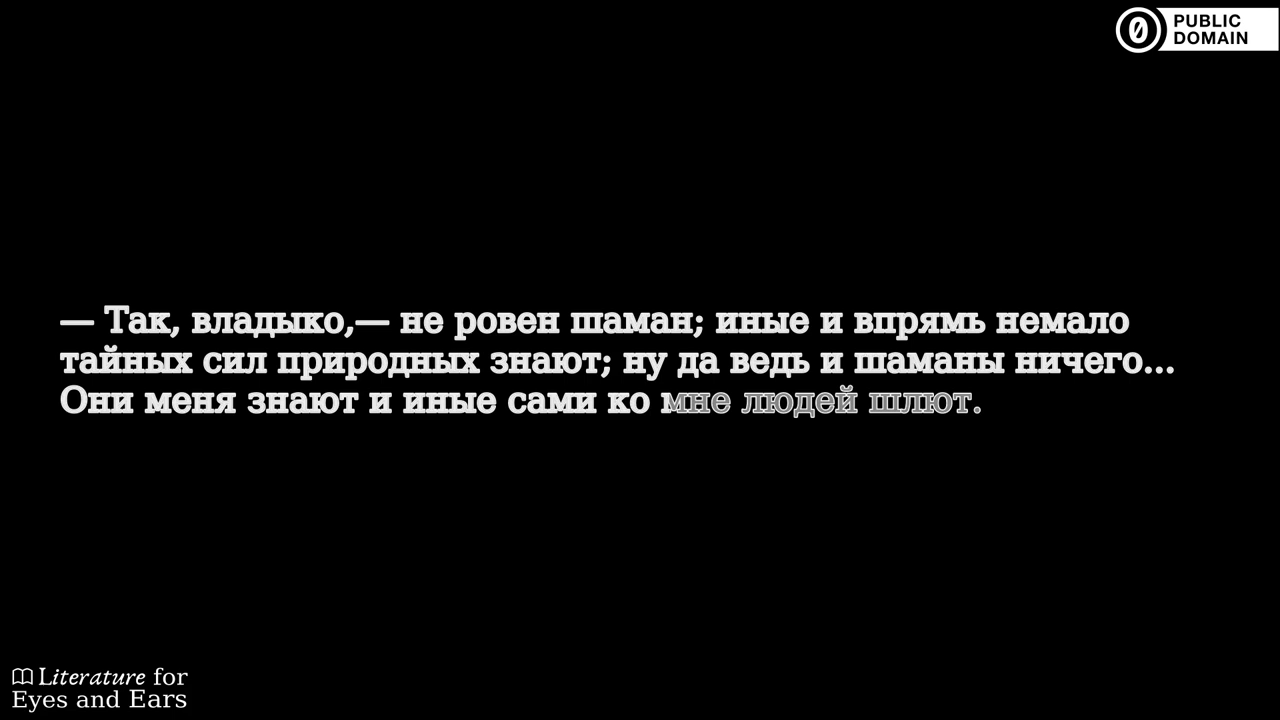 PUBLIC
DOMAIN
— Так, владыко,— не ровен шаман; иные и впрямь немало
тайных сил природных знают; ну да ведь и шаманы ничего...
Они меня знают и иные сами ко мне людей шлют.
Literature for
Eyes and Ears